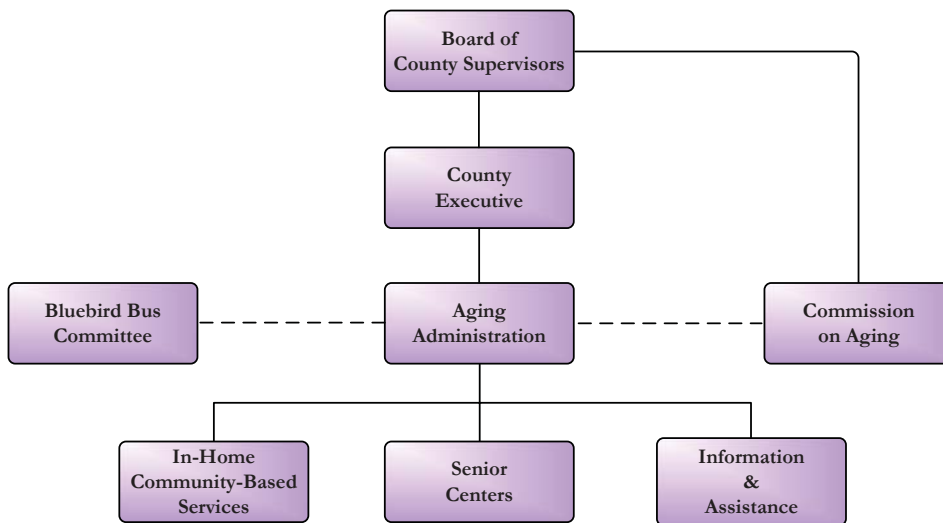 Board of
County Supervisors
County
Executive
Bluebird Bus
Committee
Aging
Administration
Commission
on Aging
In-Home
Community-Based
Services
Senior
Centers
Information
&
Assistance